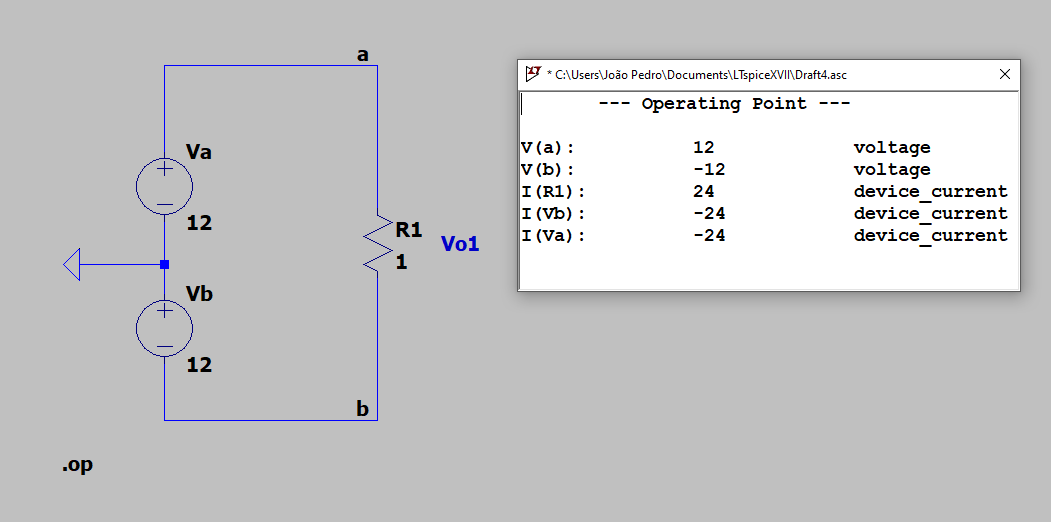 a
Va
+
12
Vb
+
12
R1
1
Vo1
b
.op
* C:\Users\João Pedro\Documents\LTspiceXVII\Draft4.asc
--- Operating Point ---
V(a): 12 voltage
V(b): -12 voltage
I(R1): 24 device_current
I(Vb): -24 device_current
I(Va): -24 device_current